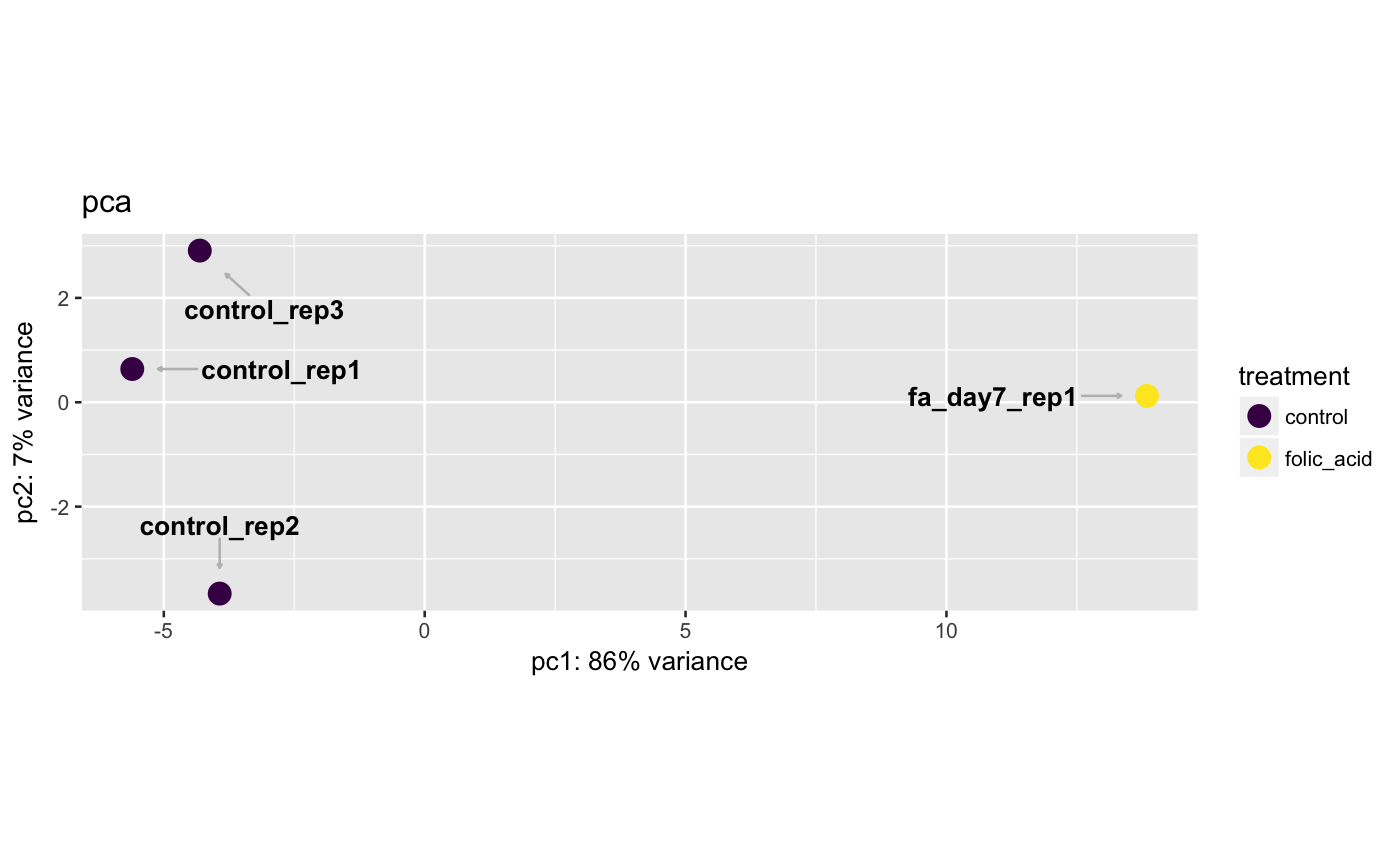 pca
control_rep3
control_rep1
fa_day7_rep1
control_rep2
2
0
-2
-5
0
5
10
pc1: 86% variance
pc2: 7% variance
treatment
control
folic_acid